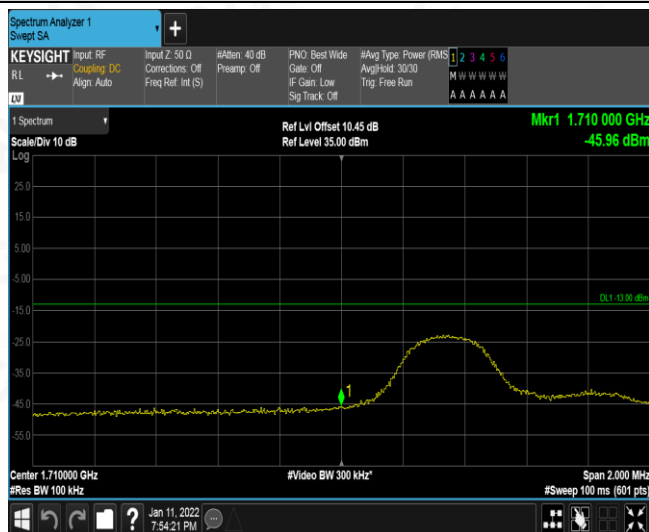 Spectrum Analyzer 1
Swept SA
+
KEYSIGHT
RL
LXI
Input: RF
Coupling: DC
Align: Auto
Input Z: 50 Ω
Corrections: Off
Freq Ref: Int (S)
#Atten: 40 dB
Preamp: Off
PNO: Best Wide
Gate: Off
IF Gain: Low
Sig Track: Off
#Avg Type: Power (RMS
Avg|Hold: 30/30
Trig: Free Run
1 2 3 4 5 6
M W W W W W
A A A A A A
1 Spectrum
Scale/Div 10 dB
Log
Ref Lvl Offset 10.45 dB
Ref Level 35.00 dBm
Mkr1 1.710 000 GHz
-45.96 dBm
25.0
15.0
5.00
-5.00
DL1 -13.00 dBm
-15.0
-25.0
-35.0
1
-45.0
-55.0
Center 1.710000 GHz
#Res BW 100 kHz
#Video BW 300 kHz*
Span 2.000 MHz
#Sweep 100 ms (601 pts)
?
Jan 11, 2022
7:54:21 PM